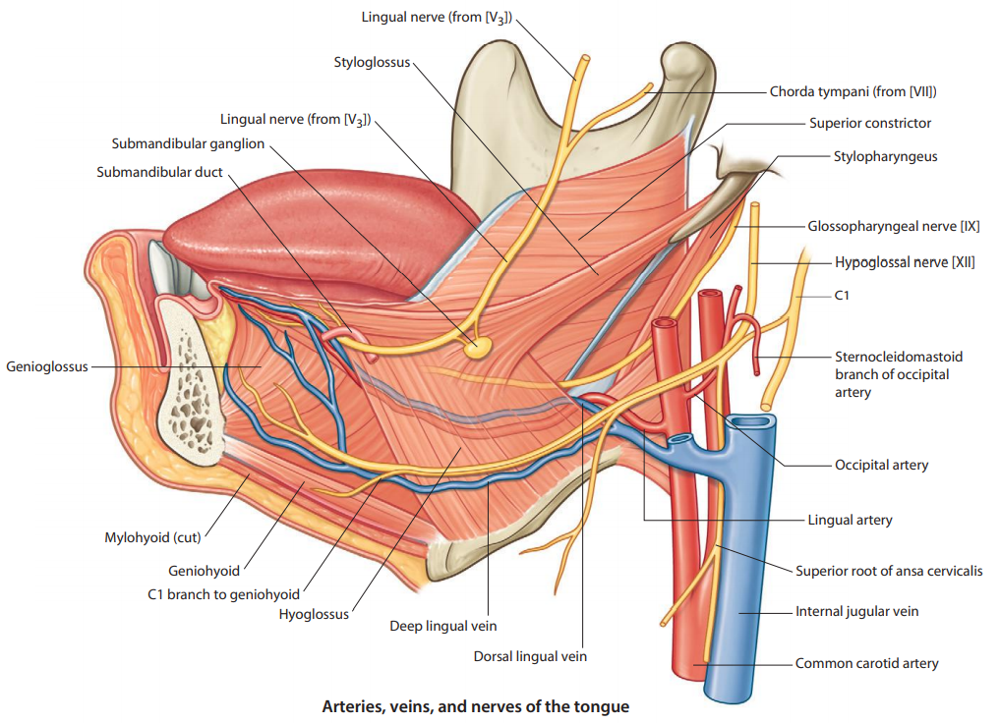 Lingual nerve (from [V₃])
Styloglossus
Lingual nerve (from [V₃])
Submandibular ganglion
Submandibular duct
Chorda tympani (from [VII])
Superior constrictor
Stylopharyngeus
Glossopharyngeal nerve [IX]
Hypoglossal nerve [XII]
C1
Genioglossus
Sternocleidomastoid
branch of occipital
artery
Occipital artery
Lingual artery
Mylohyoid (cut)
Geniohyoid
C1 branch to geniohyoid
Hyoglossus
Deep lingual vein
Dorsal lingual vein
Superior root of ansa cervicalis
Internal jugular vein
Common carotid artery
Arteries, veins, and nerves of the tongue